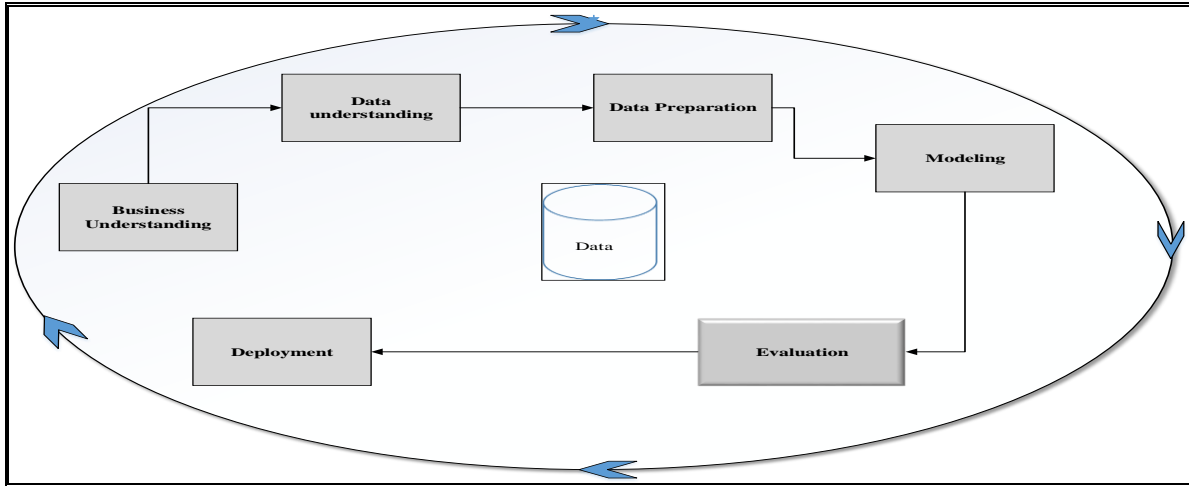 Data
understanding
Data Preparation
Modeling
Business
Understanding
Data
Deployment
Evaluation